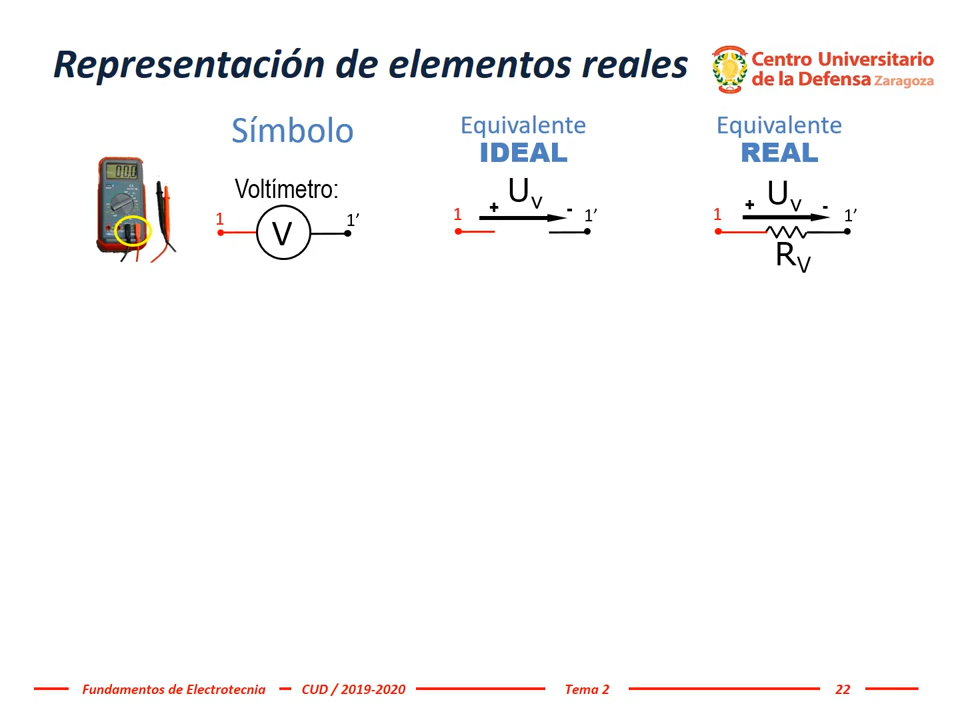 Representación de elementos reales
Centro Universitario
de la Defensa Zaragoza
Símbolo
Equivalente
IDEAL
Equivalente
REAL
000
Voltímetro:
1 V 1’
Uv
1 + - 1’
Uv
1 + - 1’
RV
Fundamentos de Electrotecnia CUD / 2019-2020 Tema 2 22